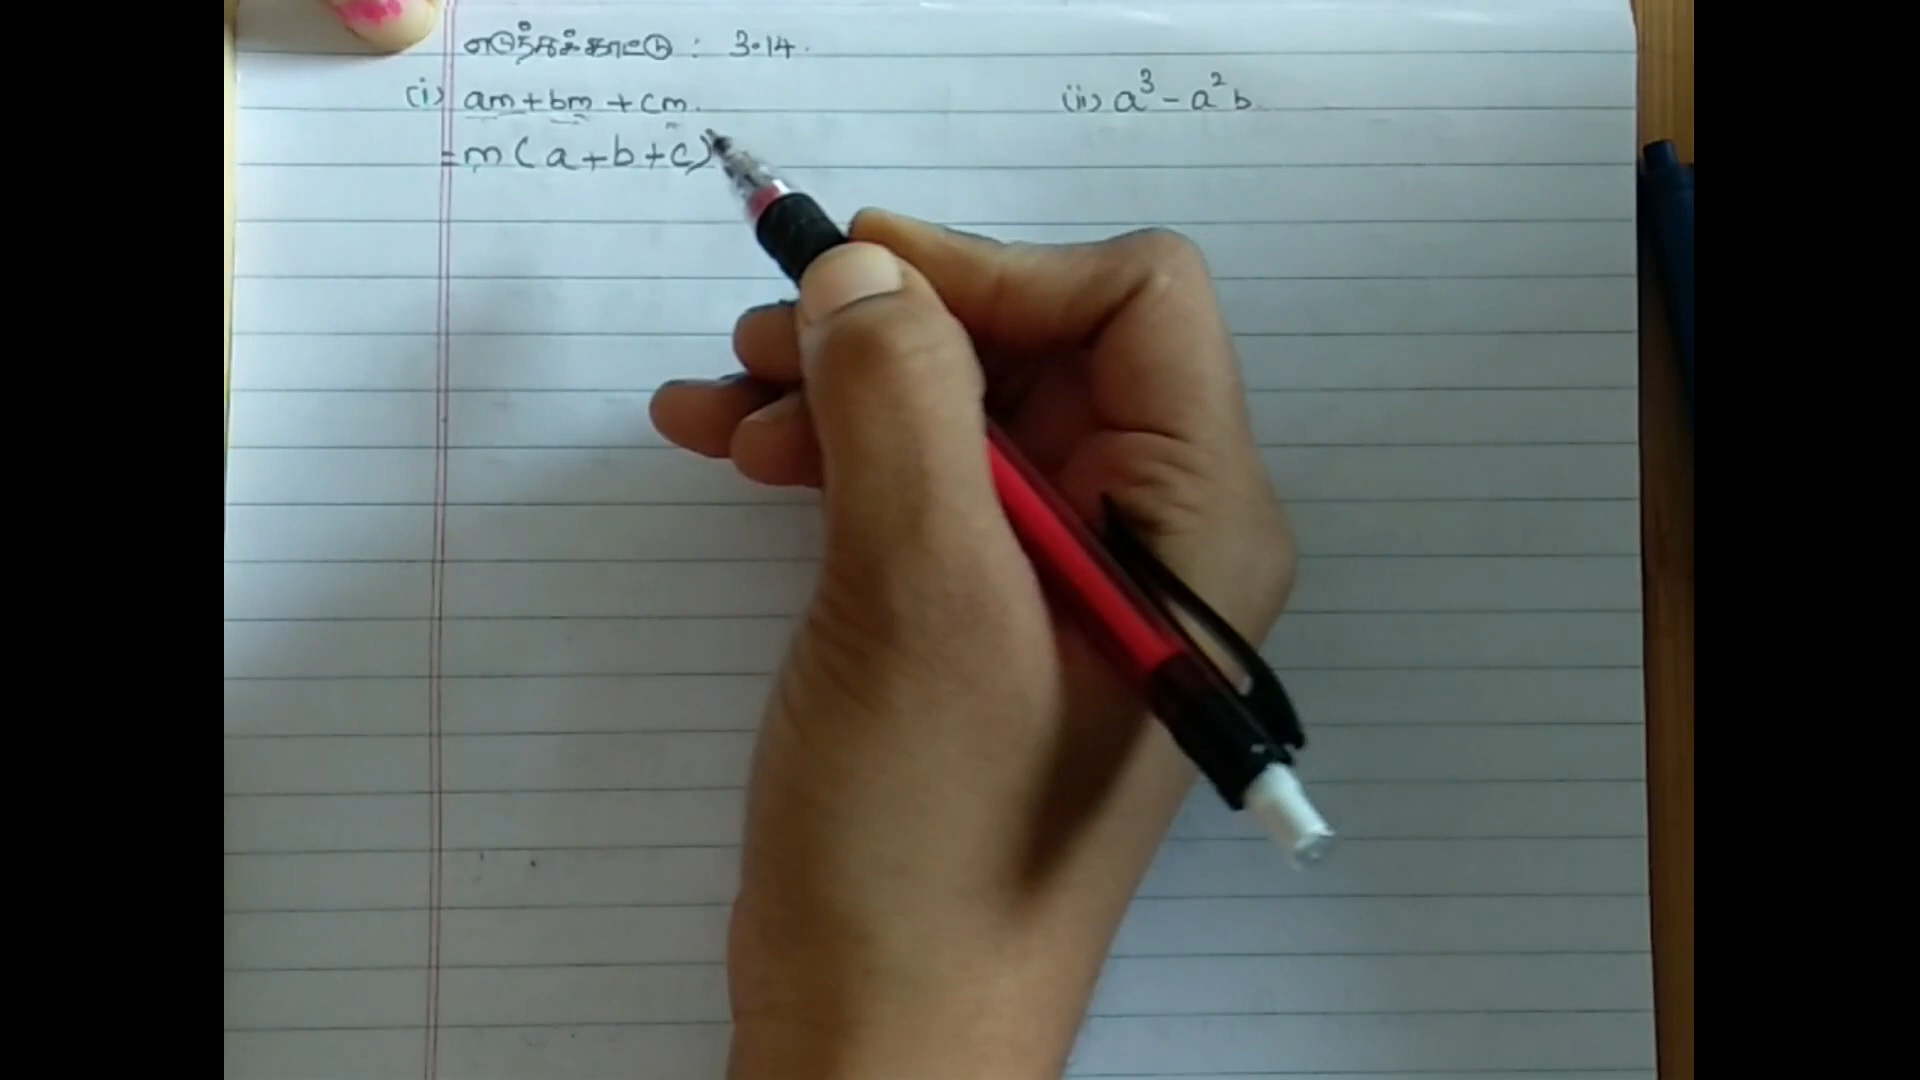 எடுத்துக்காட்டு : 3.14.
(i) am + bm + cm.
(ii) a³ - a²b
= m ( a + b + c )